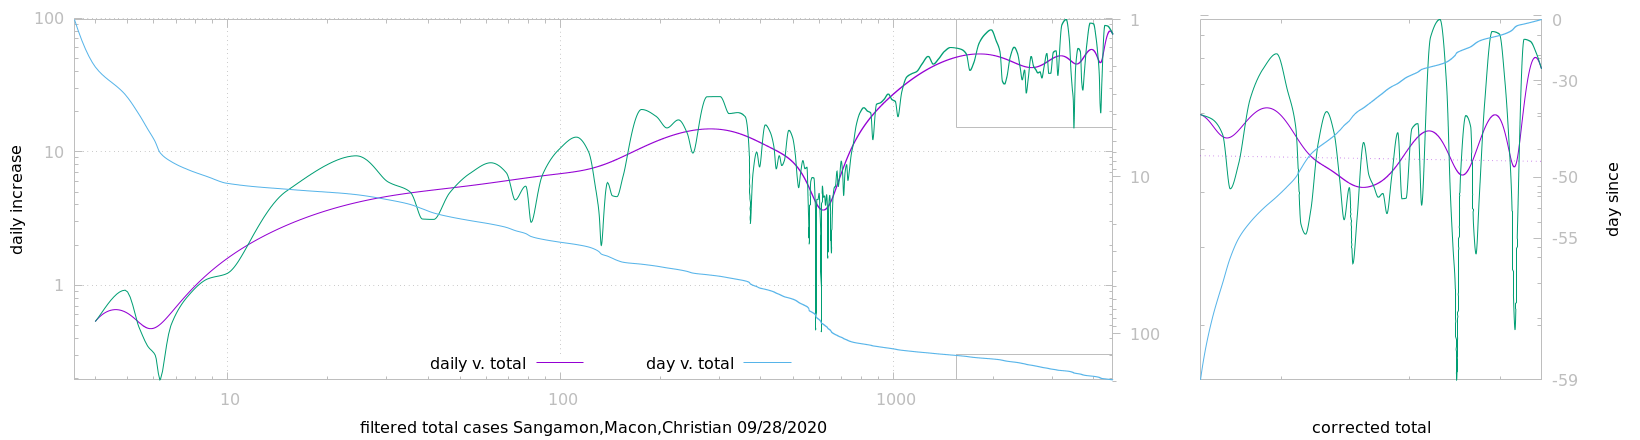 100
10
1
daily increase
daily v. total
day v. total
10
100
1000
filtered total cases Sangamon,Macon,Christian 09/28/2020
1
10
100
0
-30
-50
-55
-59
day since
corrected total